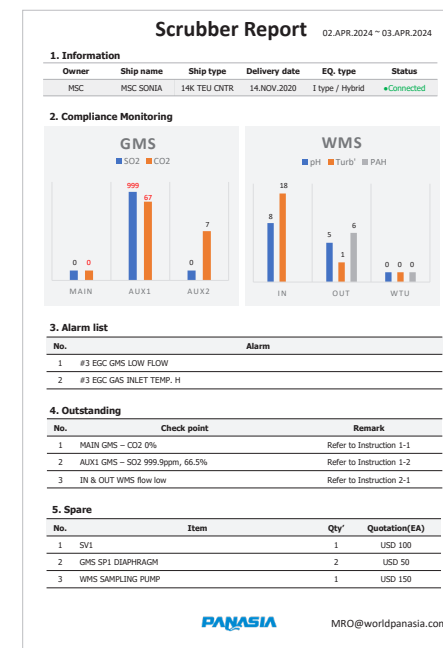 Scrubber Report 02.APR.2024 ~ 03.APR.2024
1. Information
Owner Ship name Ship type Delivery date EQ. type Status
MSC MSC SONIA 14K TEU CNTR 14.NOV.2020 I type / Hybrid •Connected
2. Compliance Monitoring
GMS
SO2 CO2
999
67
7
0 0 0
MAIN AUX1 AUX2
WMS
pH Turb' PAH
18
8
5 1 6
0 0 0
IN OUT WTU
3. Alarm list
No. Alarm
1 #3 EGC GMS LOW FLOW
2 #3 EGC GAS INLET TEMP. H
4. Outstanding
No. Check point Remark
1 MAIN GMS – CO2 0% Refer to Instruction 1-1
2 AUX1 GMS – SO2 999.9ppm, 66.5% Refer to Instruction 1-2
3 IN & OUT WMS flow low Refer to Instruction 2-1
5. Spare
No. Item Qty' Quotation(EA)
1 SV1 1 USD 100
2 GMS SP1 DIAPHRAGM 2 USD 50
3 WMS SAMPLING PUMP 1 USD 150
PANASIA MRO@worldpanasia.com